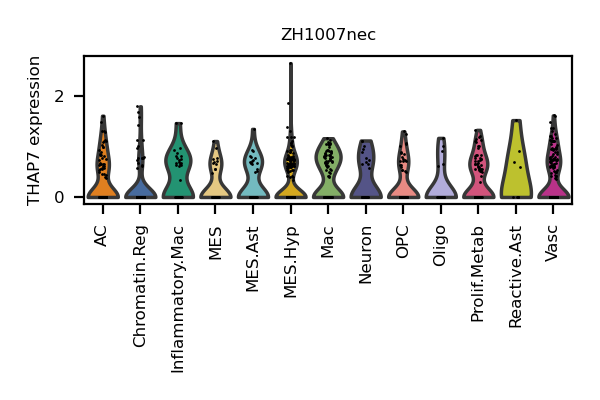 ZH1007nec
THAP7 expression
2
0
AC
Chromatin.Reg
Inflammatory.Mac
MES
MES.Ast
MES.Hyp
Mac
Neuron
OPC
Oligo
Prolif.Metab
Reactive.Ast
Vasc